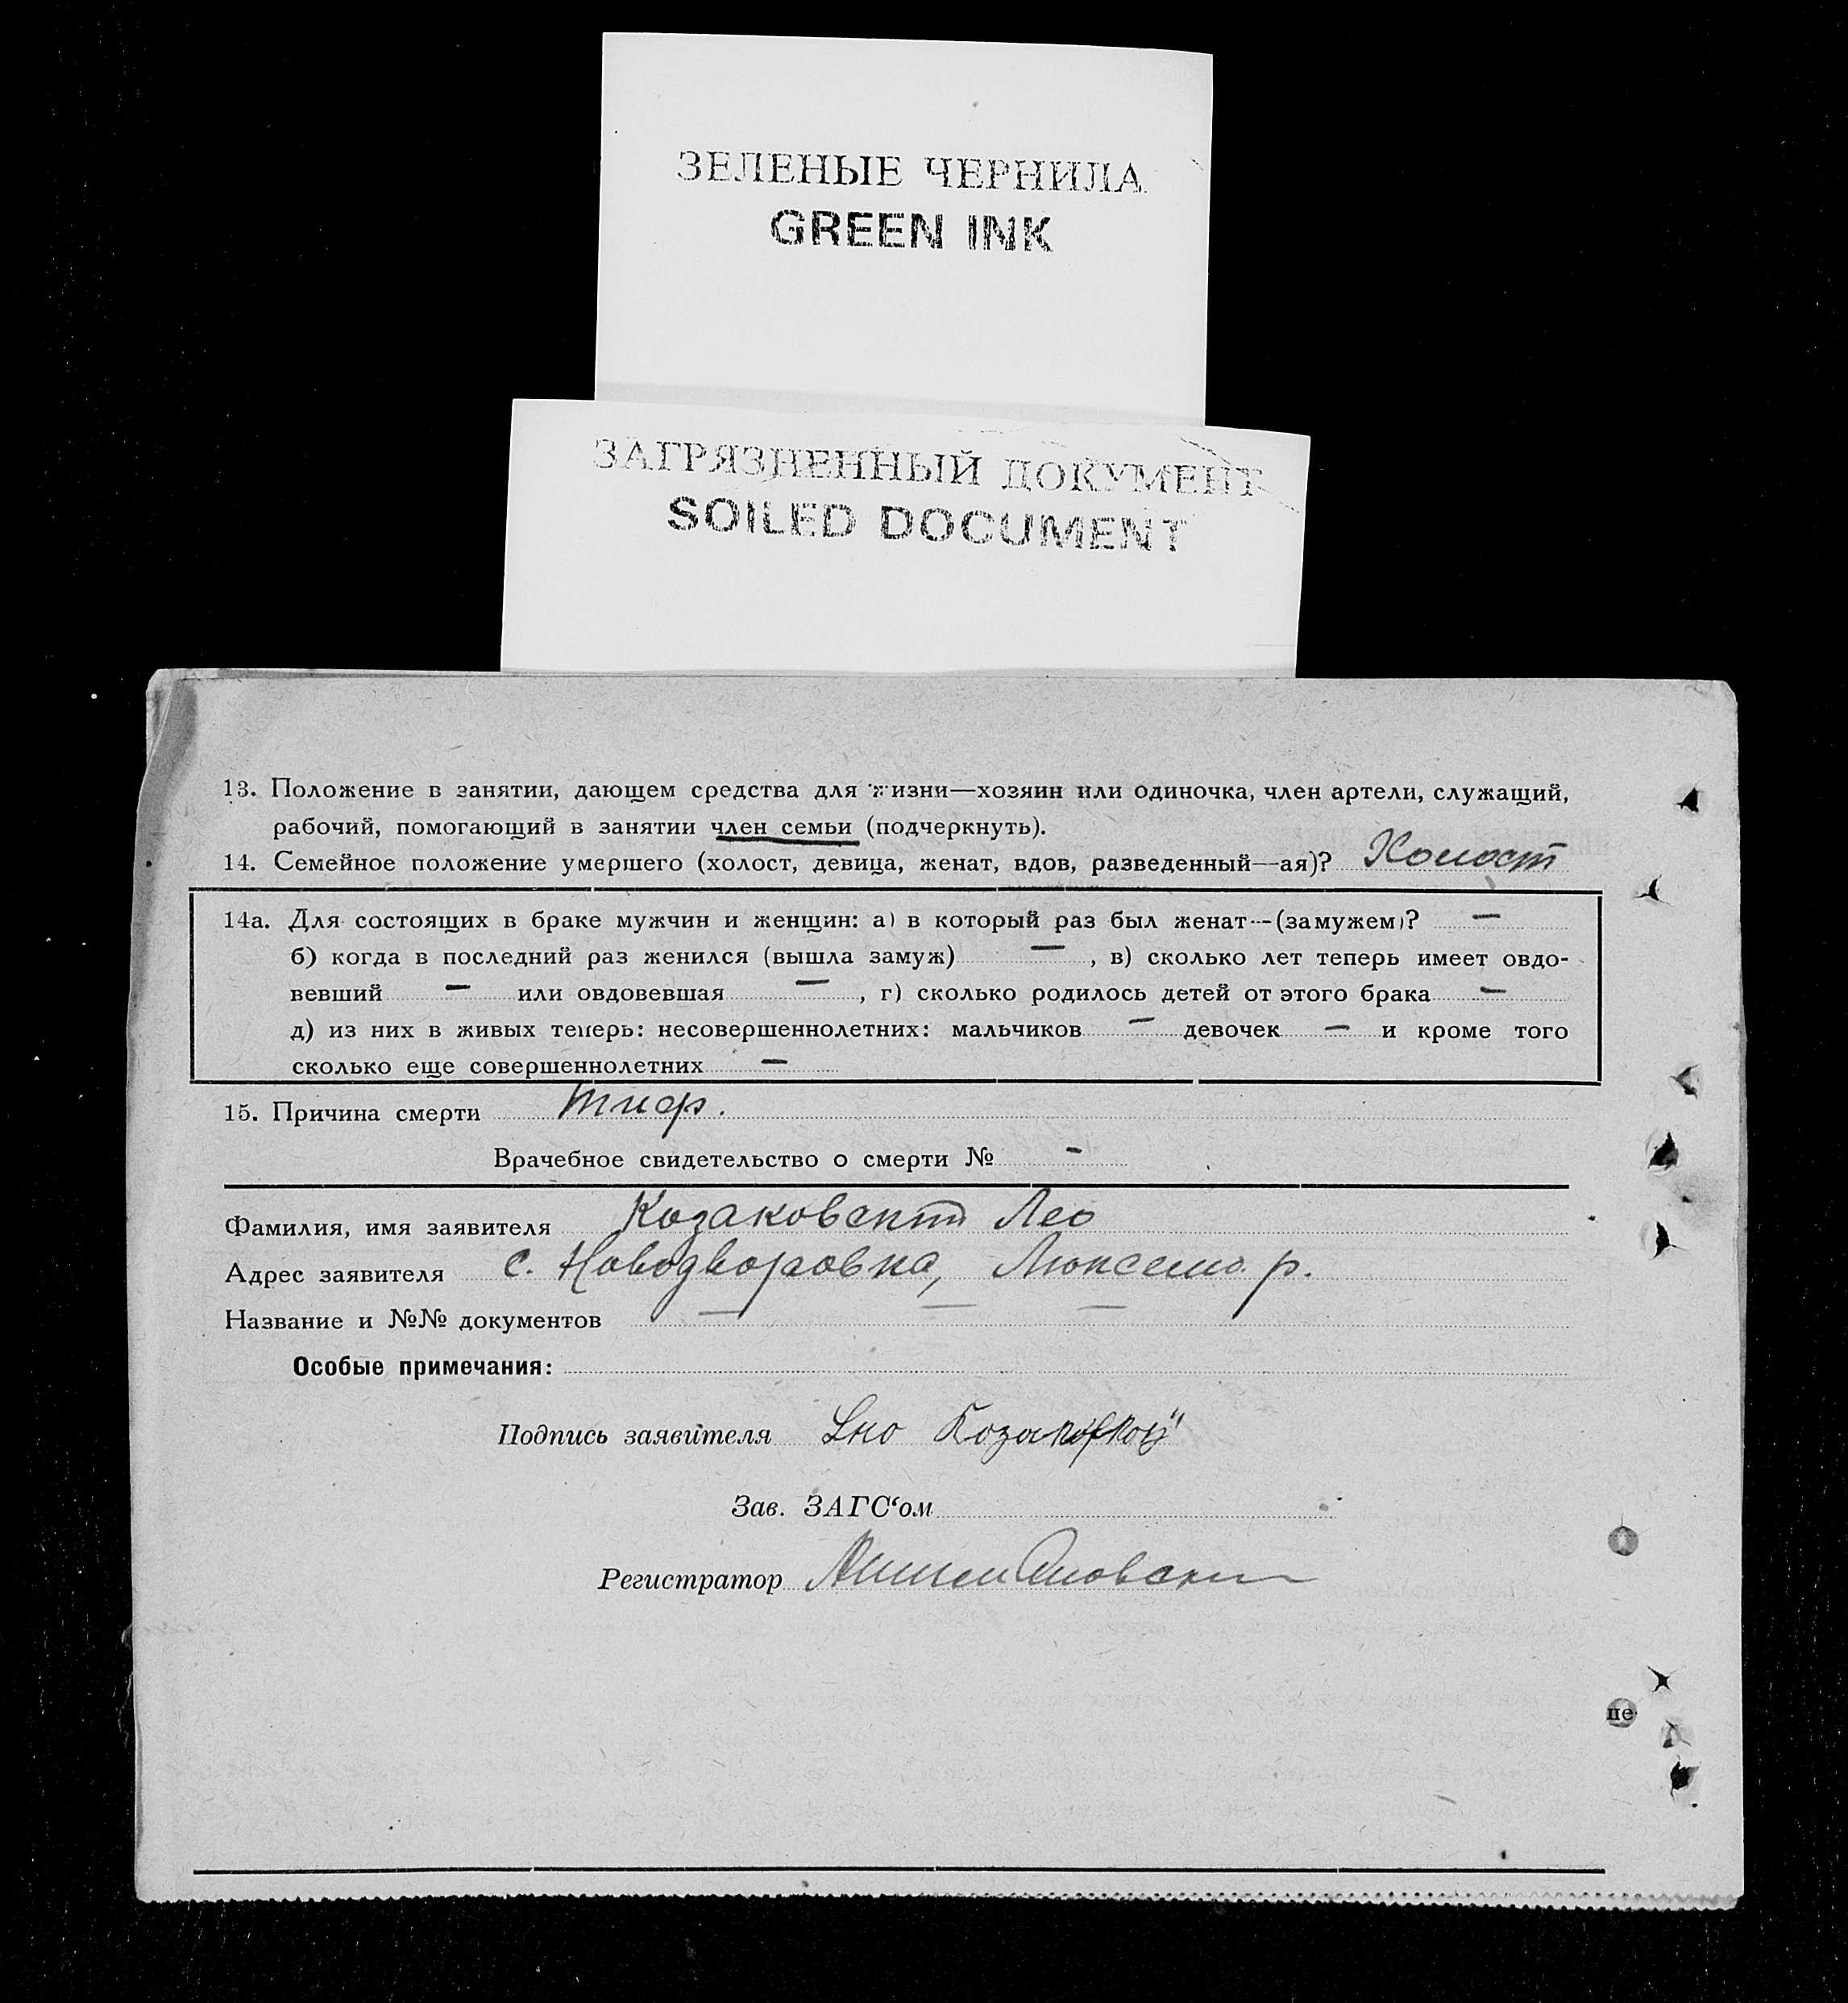 ЗЕЛЕНЫЕ ЧЕРНИЛА
GREEN INK
ЗАГРЯЗНЕННЫЙ ДОКУМЕНТ
SOILED DOCUMENT
13. Положение в занятии, дающем средства для жизни—хозяин или одиночка, член артели, служащий,
рабочий, помогающий в занятии член семьи (подчеркнуть).
14. Семейное положение умершего (холост, девица, женат, вдов, разведенный—ая)? Холост
14а. Для состоящих в браке мужчин и женщин: а) в который раз был женат—(замужем)? —
б) когда в последний раз женился (вышла замуж) — , в) сколько лет теперь имеет овдо-
вевший — или овдовевшая — , г) сколько родилось детей от этого брака —
д) из них в живых теперь: несовершеннолетних: мальчиков — девочек — и кроме того
сколько еще совершеннолетних —
15. Причина смерти тиф.
Врачебное свидетельство о смерти № -
Фамилия, имя заявителя Козаковский Лео
Адрес заявителя с. Новодворовка, Люксемб. р.
Название и №№ документов — — —
Особые примечания:
Подпись заявителя
Зав. ЗАГС‘ом
Регистратор
пе-